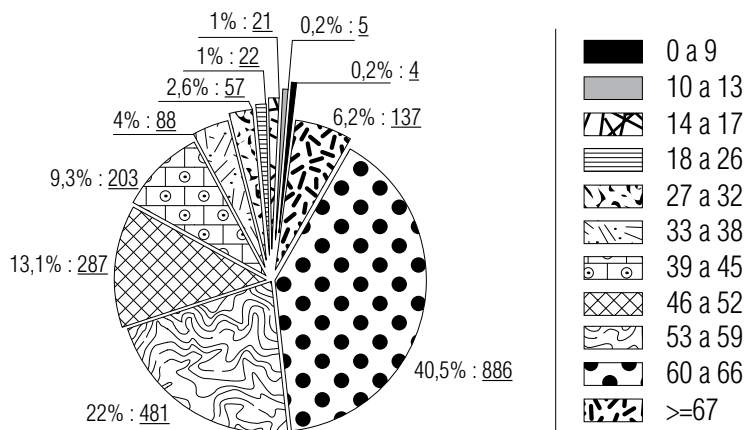 1% : 21
0,2% : 5
1% : 22
0,2% : 4
2,6% : 57
6,2% : 137
4% : 88
9,3% : 203
13,1% : 287
40,5% : 886
22% : 481
0 a 9
10 a 13
14 a 17
18 a 26
27 a 32
33 a 38
39 a 45
46 a 52
53 a 59
60 a 66
>=67